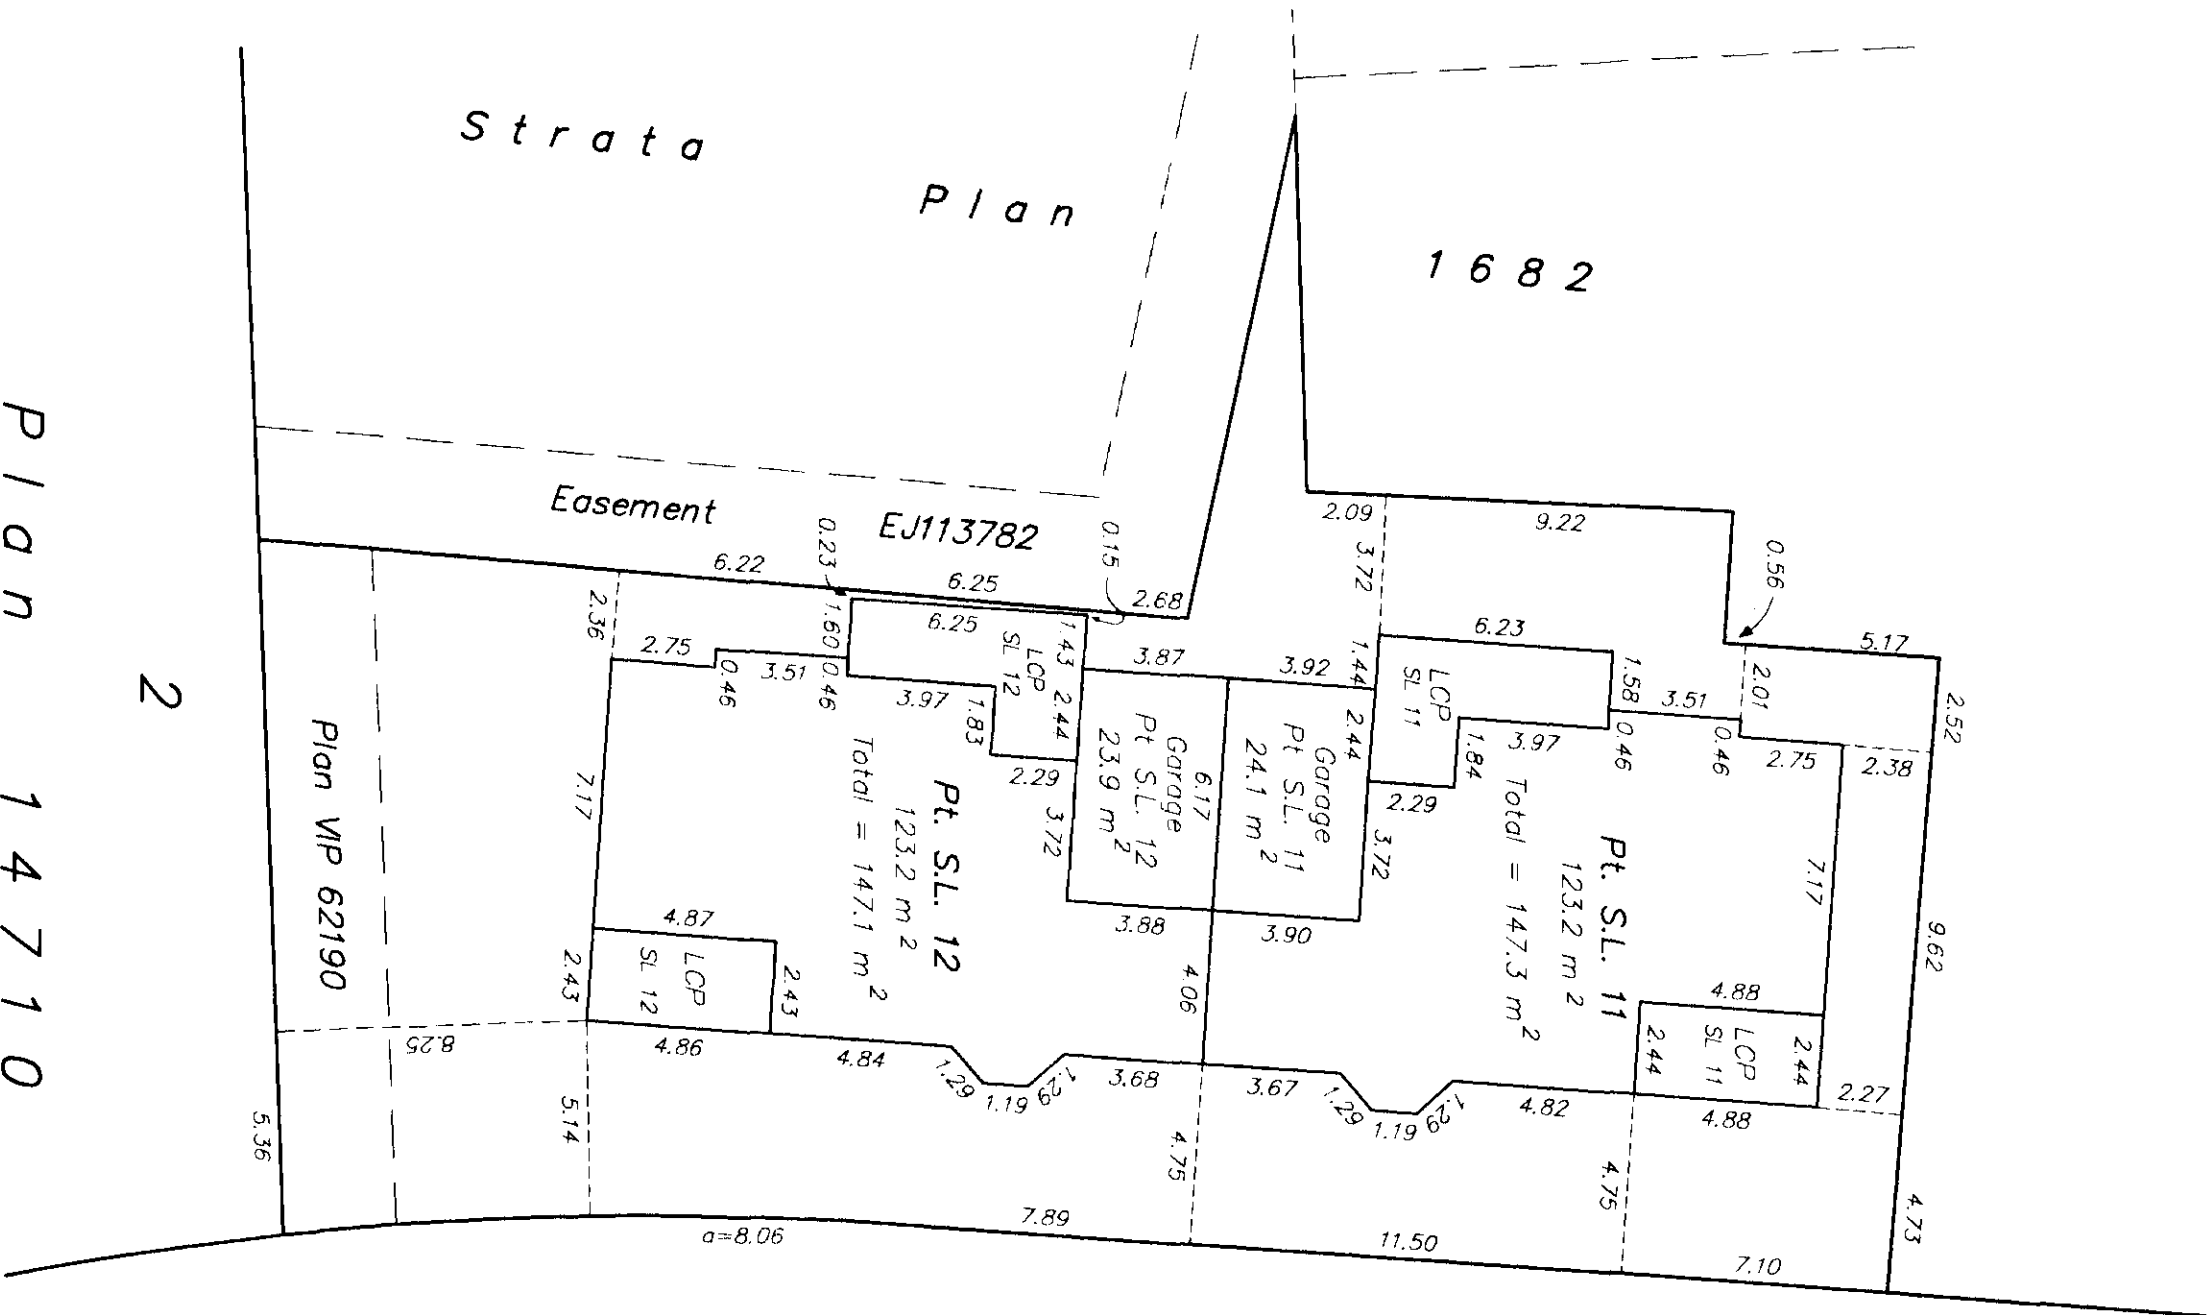 Strata
Plan
1682
Easement
EJ113782
0.23
0.15
6.22
6.25
2.68
2.36
1.60
6.25
1.43
LCP
SL 12
2.75
0.46
3.51
0.46
3.97
1.83
2.44
2.29
3.72
3.87
3.92
2.09
9.22
3.72
0.56
5.17
6.23
1.44
LCP
SL 11
1.58
3.51
2.01
2.52
0.46
0.46
2.75
2.38
3.97
1.84
2.44
2.29
3.72
6.17
Garage
Pt S.L. 12
23.9 m2
Garage
Pt S.L. 11
24.1 m2
3.88
3.90
4.06
Pt. S.L. 12
123.2 m2
Total = 147.1 m2
Pt. S.L. 11
123.2 m2
Total = 147.3 m2
7.17
7.17
9.62
4.87
2.43
LCP
SL 12
2.43
4.88
2.44
LCP
SL 11
2.44
2.27
8.25
4.86
4.84
1.29
1.19
1.29
3.68
3.67
1.29
1.19
1.29
4.82
4.88
5.36
5.14
4.75
4.75
4.73
a=8.06
7.89
11.50
7.10
Plan VIP 62190
2
Plan 14710